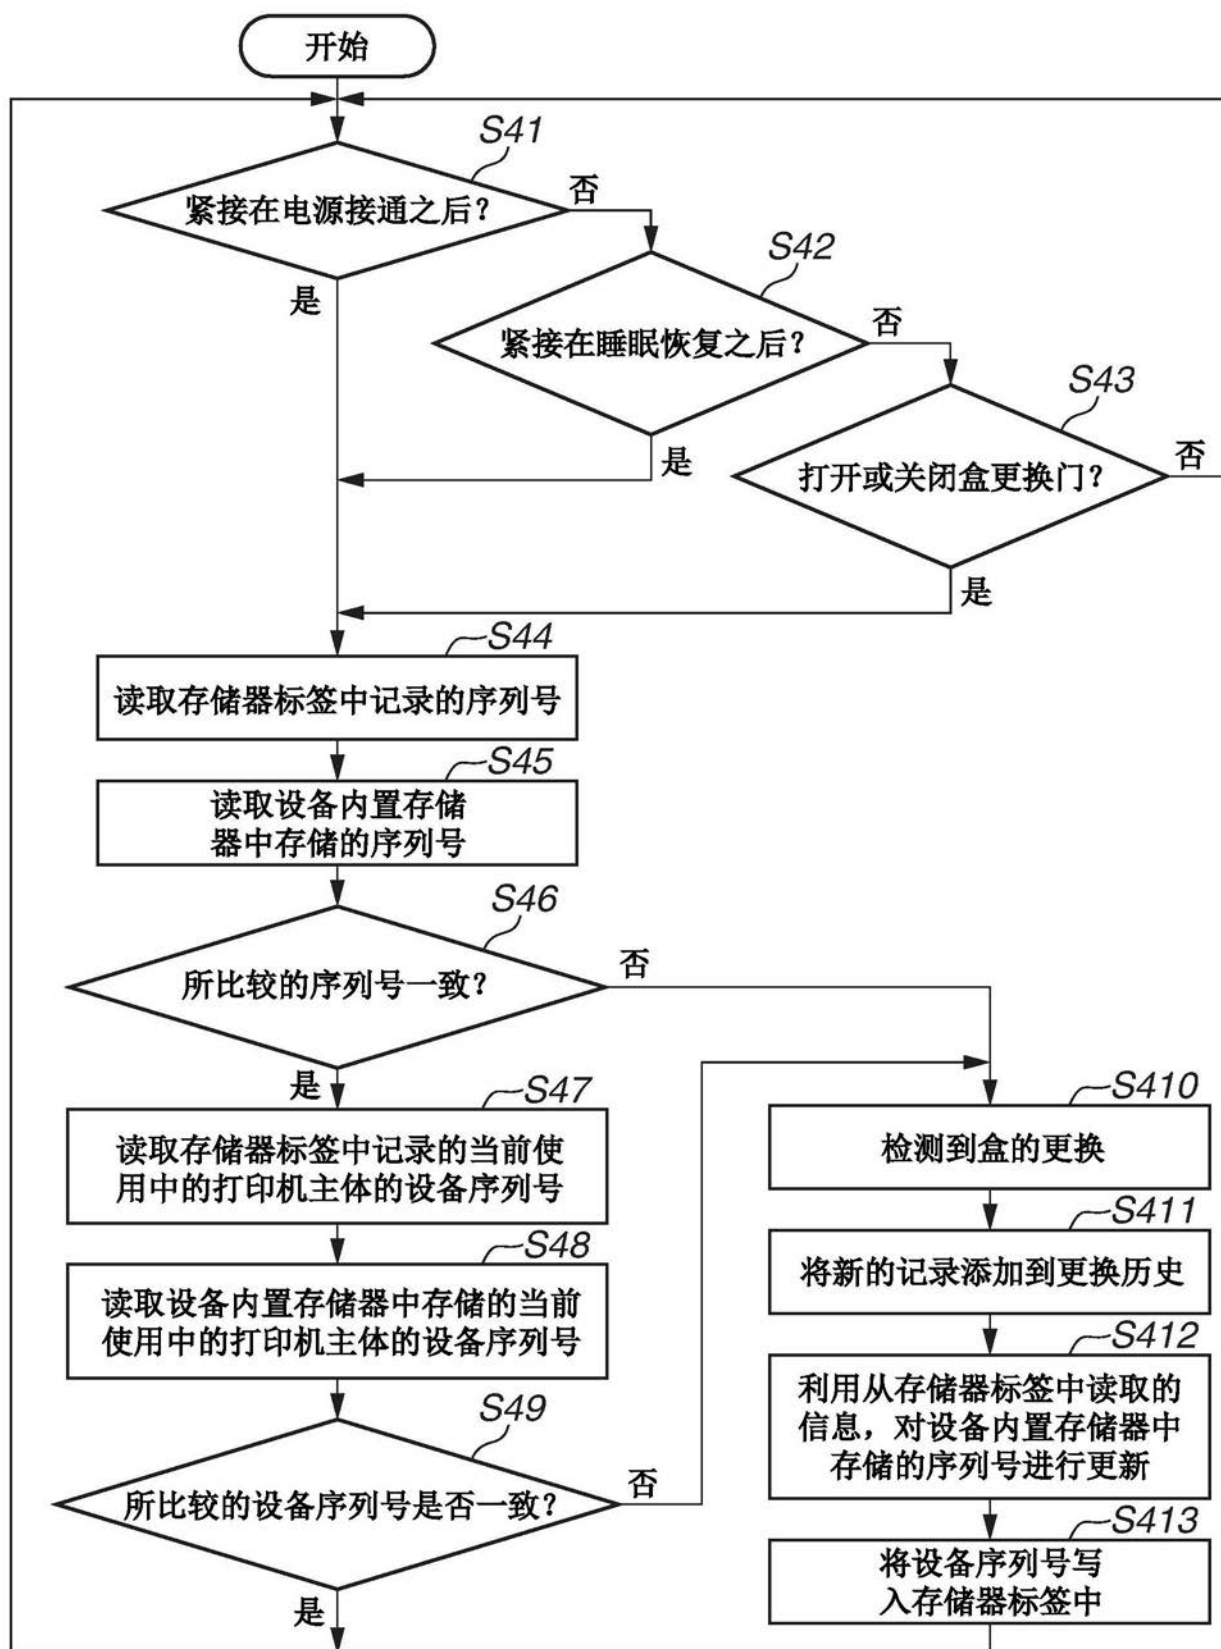 开始
S41
紧接在电源接通之后？
否
是
S42
紧接在睡眠恢复之后？
否
是
S43
打开或关闭盒更换门？
否
是
S44
读取存储器标签中记录的序列号
S45
读取设备内置存储
器中存储的序列号
S46
所比较的序列号一致？
否
是
S47
读取存储器标签中记录的当前使
用中的打印机主体的设备序列号
S48
读取设备内置存储器中存储的当前
使用中的打印机主体的设备序列号
S49
所比较的设备序列号是否一致？
否
是
S410
检测到盒的更换
S411
将新的记录添加到更换历史
S412
利用从存储器标签中读取的
信息，对设备内置存储器中
存储的序列号进行更新
S413
将设备序列号写
入存储器标签中